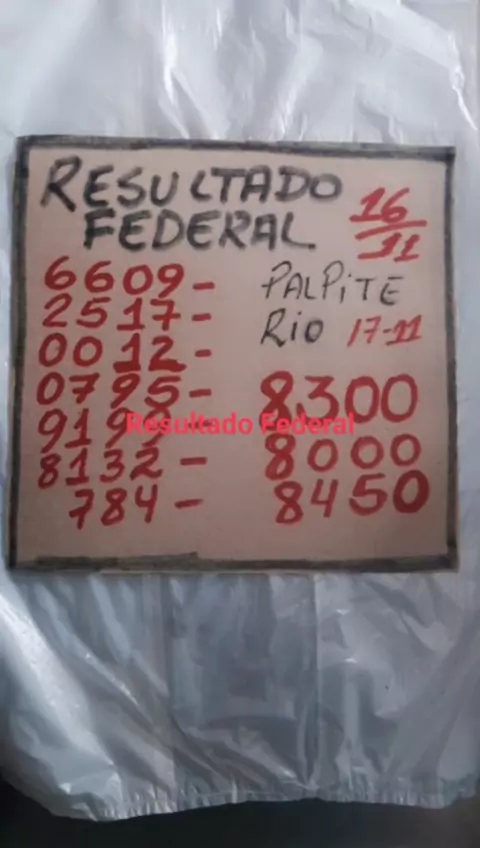 RESULTADO
FEDERAL
16/11
6609-
2517-
0012-
0795-
8132-
784-
PALPITE
RIO 17-11
8300
8000
8450
Resultado Federal